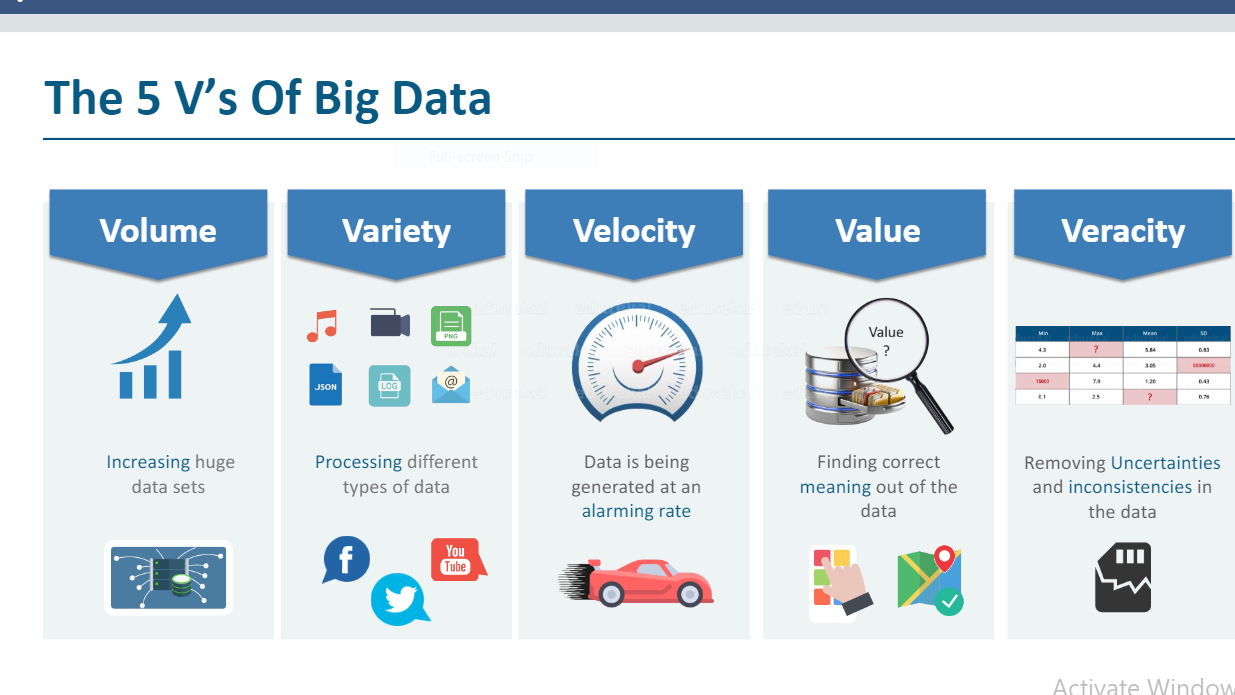 The 5 V's Of Big Data
Full-screen Snip
Volume
Variety
Velocity
Value
Veracity
PNG
.JSON
LOG
@
Value
?
Min Max Mean SD
4.3 ? 5.84 0.83
2.0 4.4 3.05 50000000
15000 7.9 1.20 0.43
0.1 2.5 ? 0.76
Increasing huge
data sets
Processing different
types of data
Data is being
generated at an
alarming rate
Finding correct
meaning out of the
data
Removing Uncertainties
and inconsistencies in
the data
f
You
Tube
Activate Window